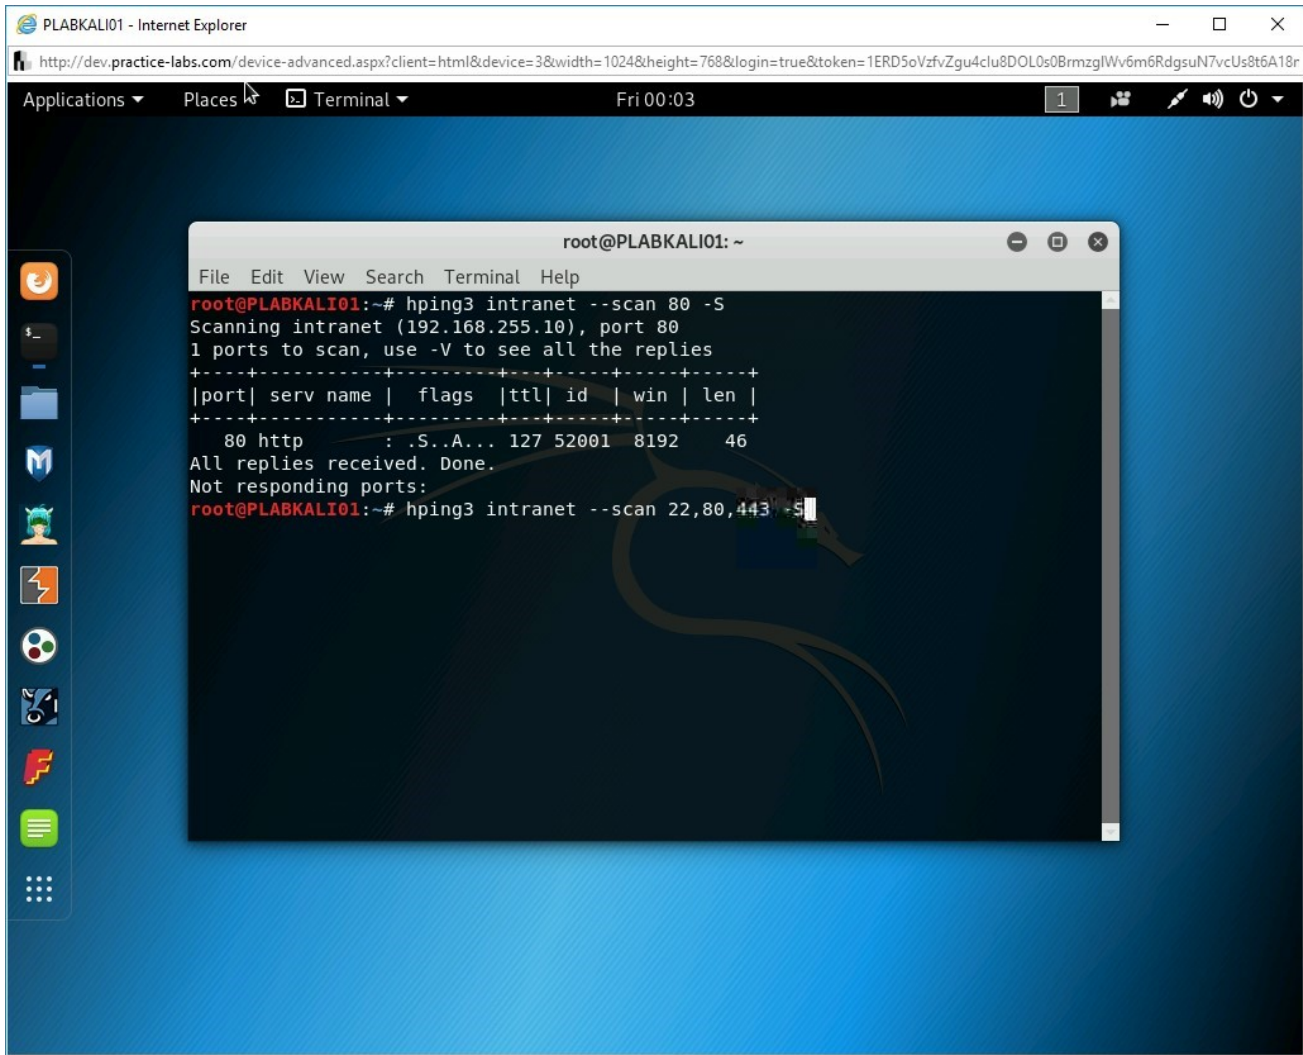 PLABKALI01 - Internet Explorer
http://dev.practice-labs.com/device-advanced.aspx?client=html&device=3&width=1024&height=768&login=true&token=
Applications Places Terminal Fri 00:03 1
root@PLABKALI01: ~
File Edit View Search Terminal Help
root@PLABKALI01:~# hping3 intranet --scan 80 -S
Scanning intranet (192.168.255.10), port 80
1 ports to scan, use -V to see all the replies
+----+-----------+---------+---+-----+-----+-----+
|port| serv name |  flags  |ttl| id  | win | len |
+----+-----------+---------+---+-----+-----+-----+
   80 http       : .S..A... 127 52001  8192    46
All replies received. Done.
Not responding ports:
root@PLABKALI01:~# hping3 intranet --scan 22,80,443 -S
$_